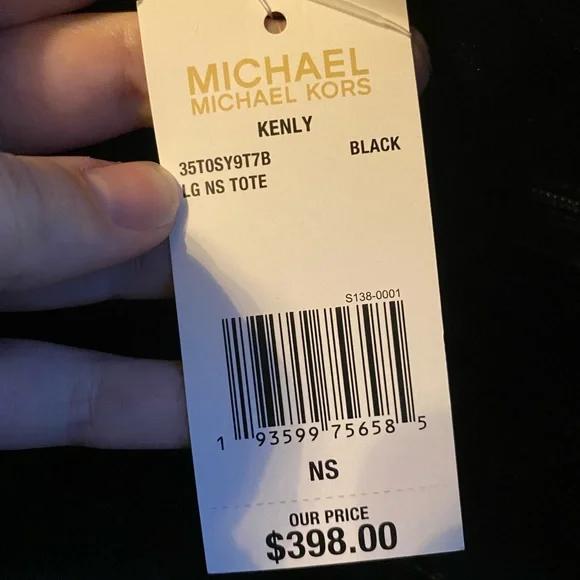 MICHAEL
MICHAEL KORS
KENLY
35T0SY9T7B BLACK
LG NS TOTE
S138-0001
1 93599 75658 5
NS
OUR PRICE
$398.00